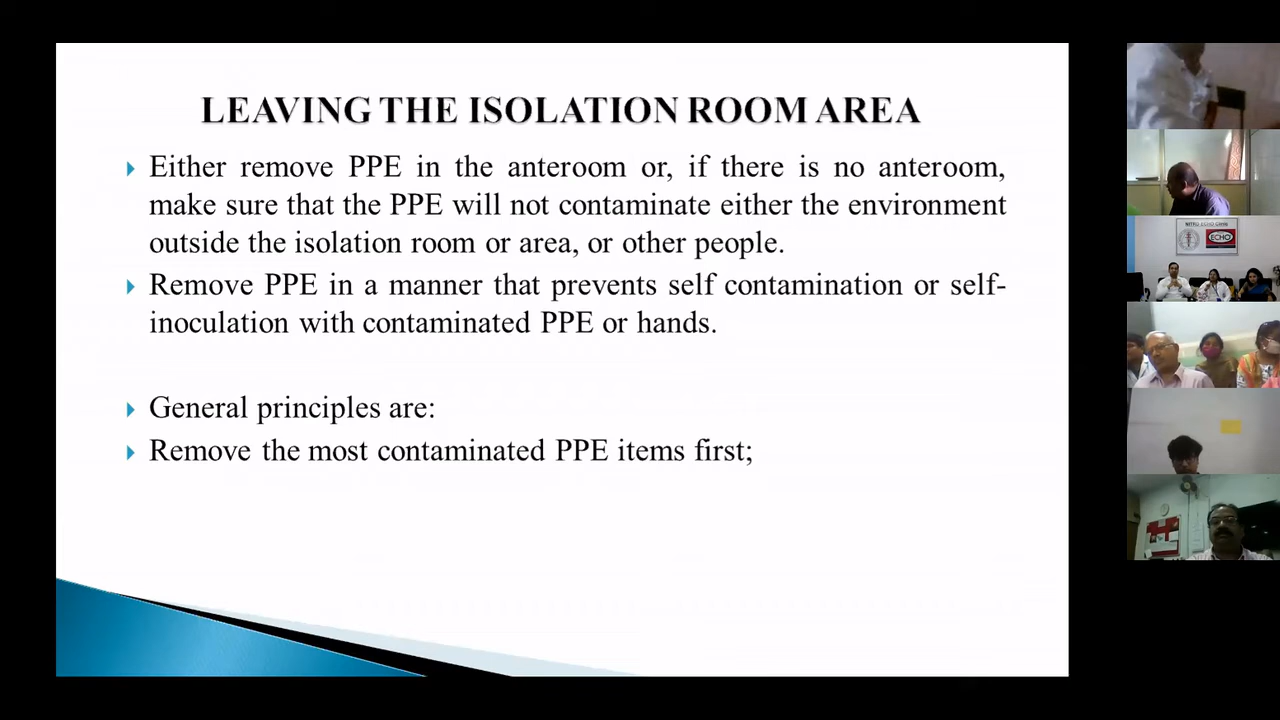 LEAVING THE ISOLATION ROOM AREA
Either remove PPE in the anteroom or, if there is no anteroom,
make sure that the PPE will not contaminate either the environment
outside the isolation room or area, or other people.
Remove PPE in a manner that prevents self contamination or self-
inoculation with contaminated PPE or hands.
General principles are:
Remove the most contaminated PPE items first;
NITRD ECHO
ECHO